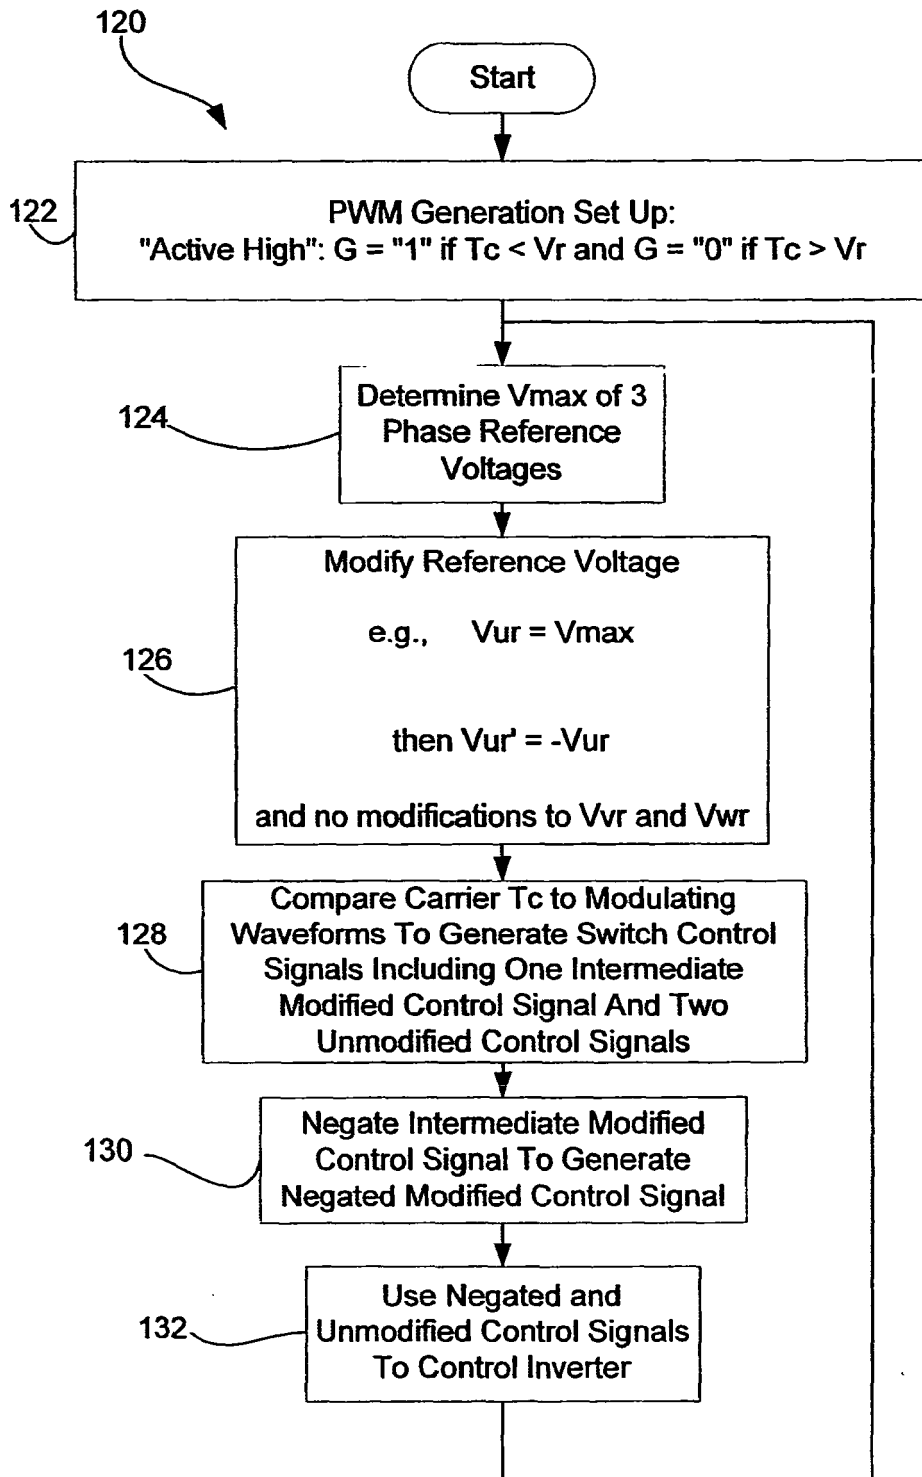 120
Start
122
PWM Generation Set Up:
"Active High": G = "1" if Tc < Vr and G = "0" if Tc > Vr
124
Determine Vmax of 3
Phase Reference
Voltages
126
Modify Reference Voltage
e.g., Vur = Vmax
then Vur' = -Vur
and no modifications to Vvr and Vwr
128
Compare Carrier Tc to Modulating
Waveforms To Generate Switch Control
Signals Including One Intermediate
Modified Control Signal And Two
Unmodified Control Signals
130
Negate Intermediate Modified
Control Signal To Generate
Negated Modified Control Signal
132
Use Negated and
Unmodified Control Signals
To Control Inverter